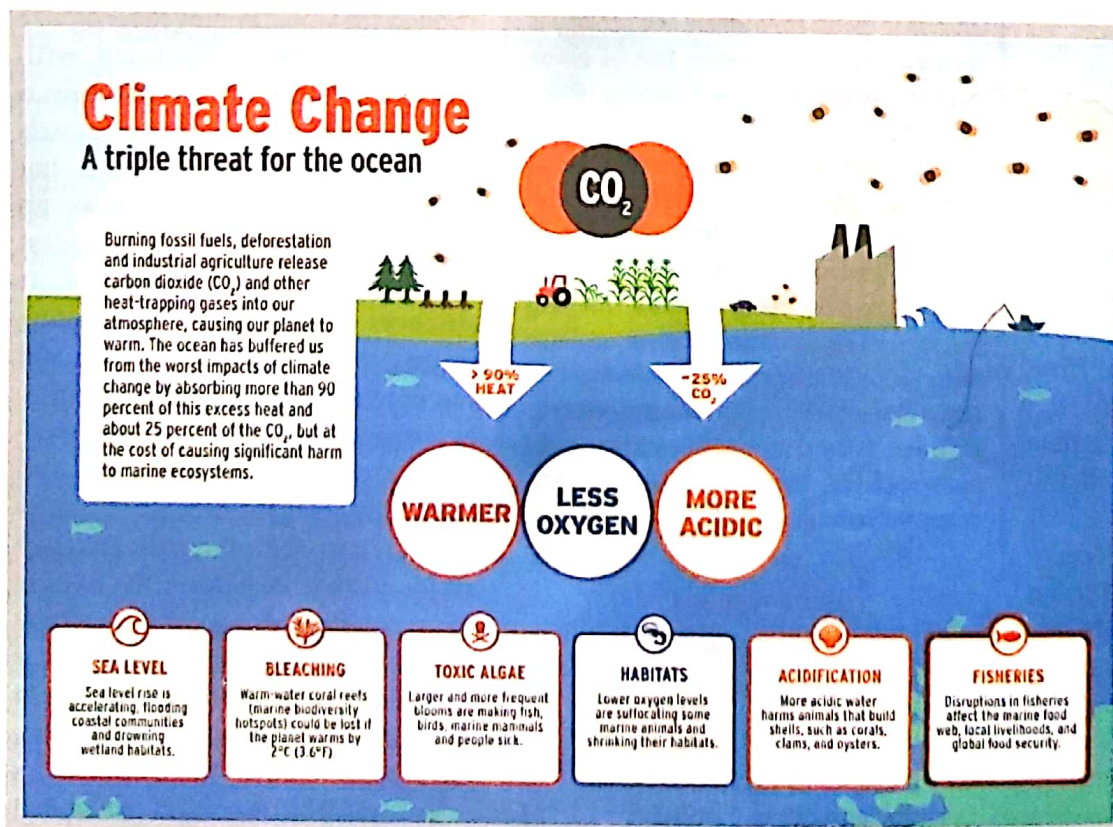 Climate Change
A triple threat for the ocean
CO₂
Burning fossil fuels, deforestation
and industrial agriculture release
carbon dioxide (CO₂) and other
heat-trapping gases into our
atmosphere, causing our planet to
warm. The ocean has buffered us
from the worst impacts of climate
change by absorbing more than 90
percent of this excess heat and
about 25 percent of the CO₂, but at
the cost of causing significant harm
to marine ecosystems.
> 90%
HEAT
~25%
CO₂
WARMER
LESS
OXYGEN
MORE
ACIDIC
SEA LEVEL
Sea level rise is
accelerating, flooding
coastal communities
and drowning
wetland habitats.
BLEACHING
Warm-water coral reefs
(marine biodiversity
hotspots) could be lost if
the planet warms by
2°C (3.6°F)
TOXIC ALGAE
Larger and more frequent
blooms are making fish,
birds, marine mammals
and people sick.
HABITATS
Lower oxygen levels
are suffocating some
marine animals and
shrinking their habitats.
ACIDIFICATION
More acidic water
harms animals that build
shells, such as corals,
clams, and oysters.
FISHERIES
Disruptions in fisheries
affect the marine food
web, local livelihoods, and
global food security.